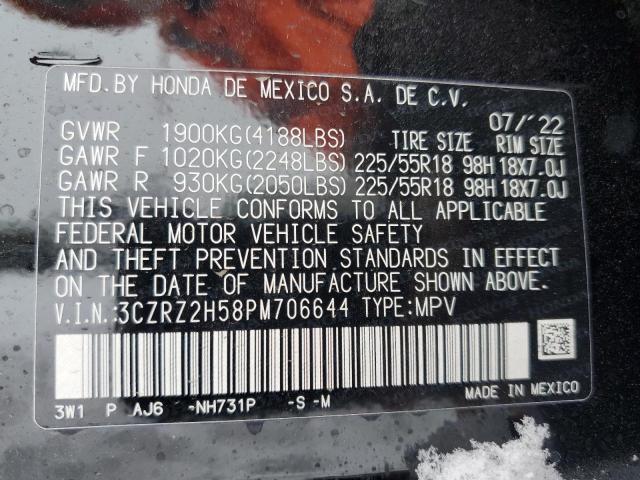 MFD.BY HONDA DE MEXICO S.A. DE C.V.
07/'22
GVWR 1900KG(4188LBS) TIRE SIZE RIM SIZE
GAWR F 1020KG(2248LBS) 225/55R18 98H 18X7.0J
GAWR R 930KG(2050LBS) 225/55R18 98H 18X7.0J
THIS VEHICLE CONFORMS TO ALL APPLICABLE
FEDERAL MOTOR VEHICLE SAFETY
AND THEFT PREVENTION STANDARDS IN EFFECT
ON THE DATE OF MANUFACTURE SHOWN ABOVE.
V.I.N.:3CZRZ2H58PM706644 TYPE:MPV
MADE IN MEXICO
3W1 P AJ6 -NH731P -S -M